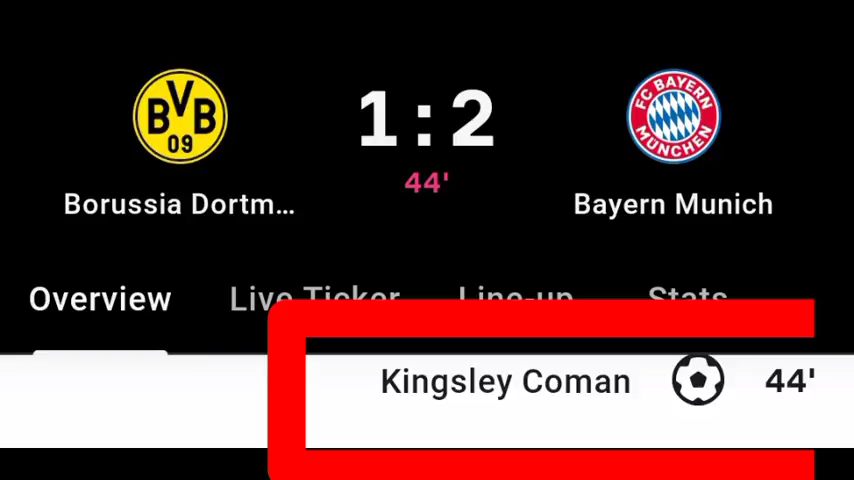 BVB
09
1:2
FC BAYERN
MÜNCHEN
44'
Borussia Dortm...
Bayern Munich
Overview Live Ticker Line-up Stats
Kingsley Coman 44'